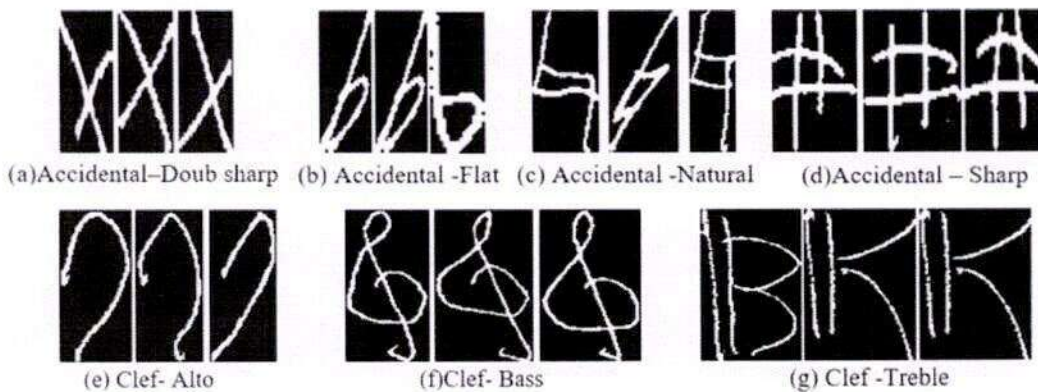 (a)Accidental–Doub sharp (b) Accidental -Flat (c) Accidental -Natural (d)Accidental – Sharp
(e) Clef- Alto (f)Clef- Bass (g) Clef -Treble